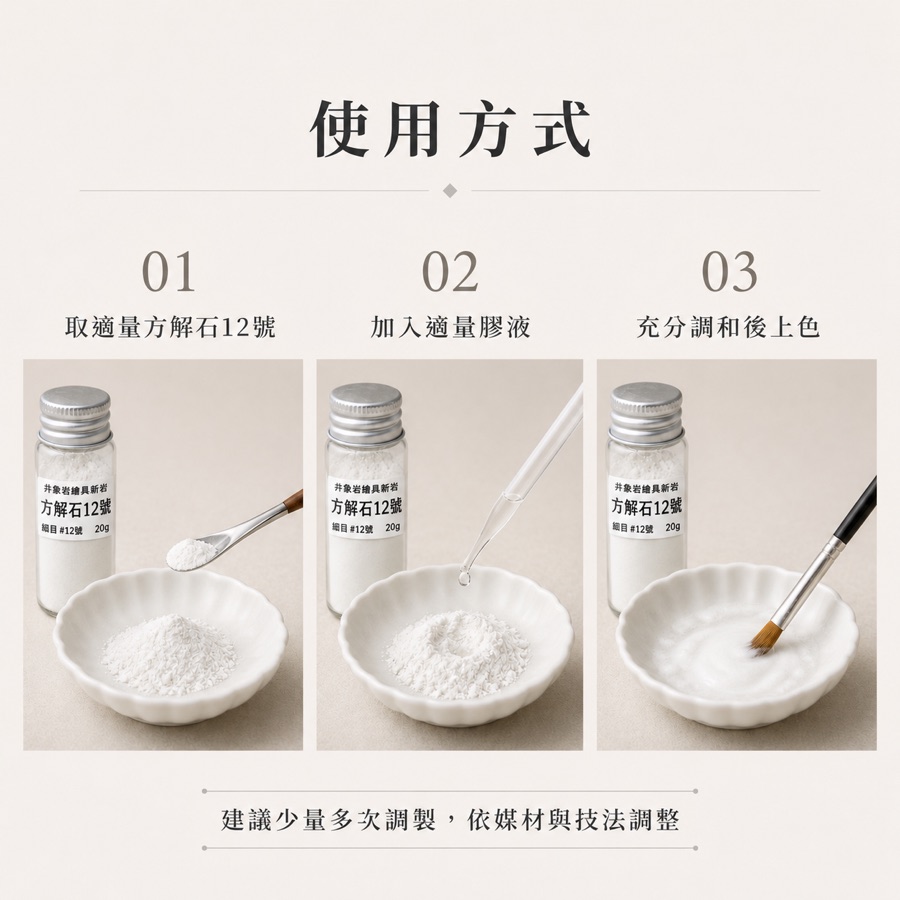 使用方式
01
取適量方解石12號
02
加入適量膠液
03
充分調和後上色
井象岩繪具新岩
方解石12號
細目 #12號 20g
井象岩繪具新岩
方解石12號
細目 #12號 20g
井象岩繪具新岩
方解石12號
細目 #12號 20g
建議少量多次調製，依媒材與技法調整